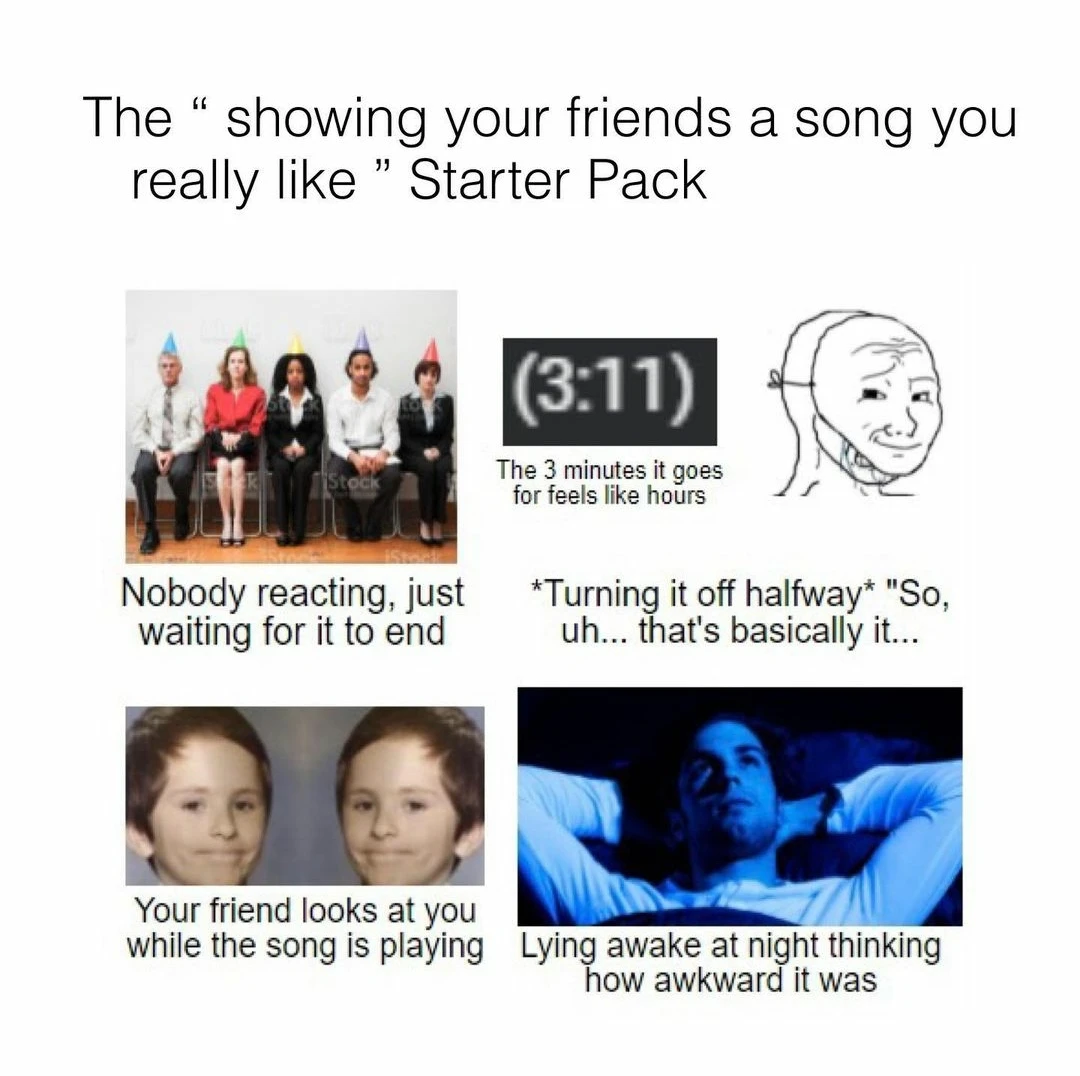 The “ showing your friends a song you
really like ” Starter Pack
(3:11)
The 3 minutes it goes
for feels like hours
iStock
iStock
Nobody reacting, just
waiting for it to end
*Turning it off halfway* "So,
uh... that's basically it...
Your friend looks at you
while the song is playing
Lying awake at night thinking
how awkward it was